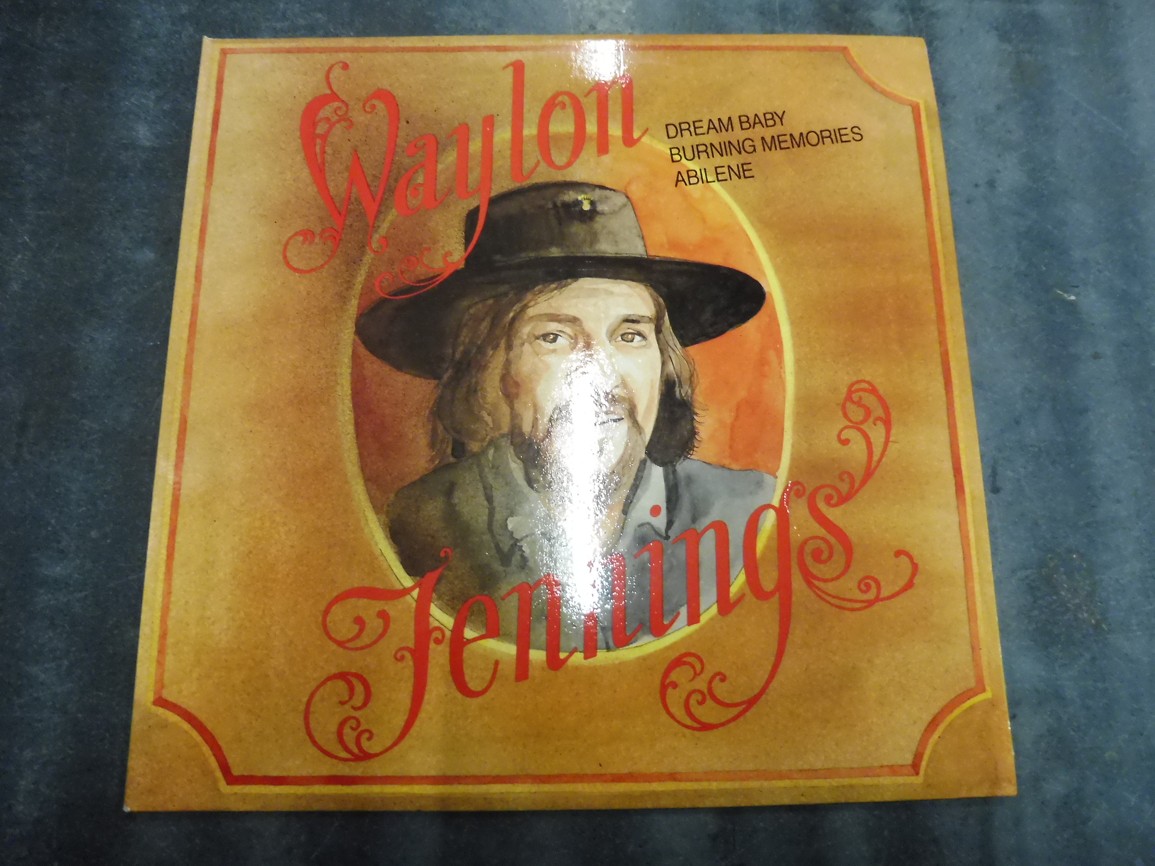 Waylon
DREAM BABY
BURNING MEMORIES
ABILENE
Jennings